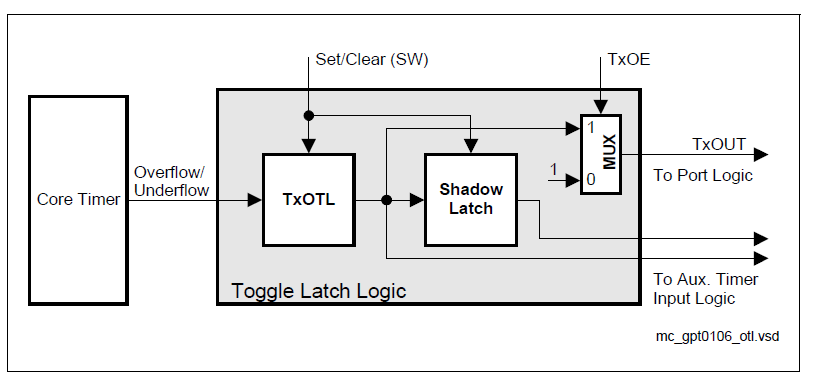 Set/Clear (SW)
TxOE
Core Timer
Overflow/
Underflow
TxOTL
Shadow
Latch
1
MUX
1
0
TxOUT
To Port Logic
To Aux. Timer
Input Logic
Toggle Latch Logic
mc_gpt0106_otl.vsd